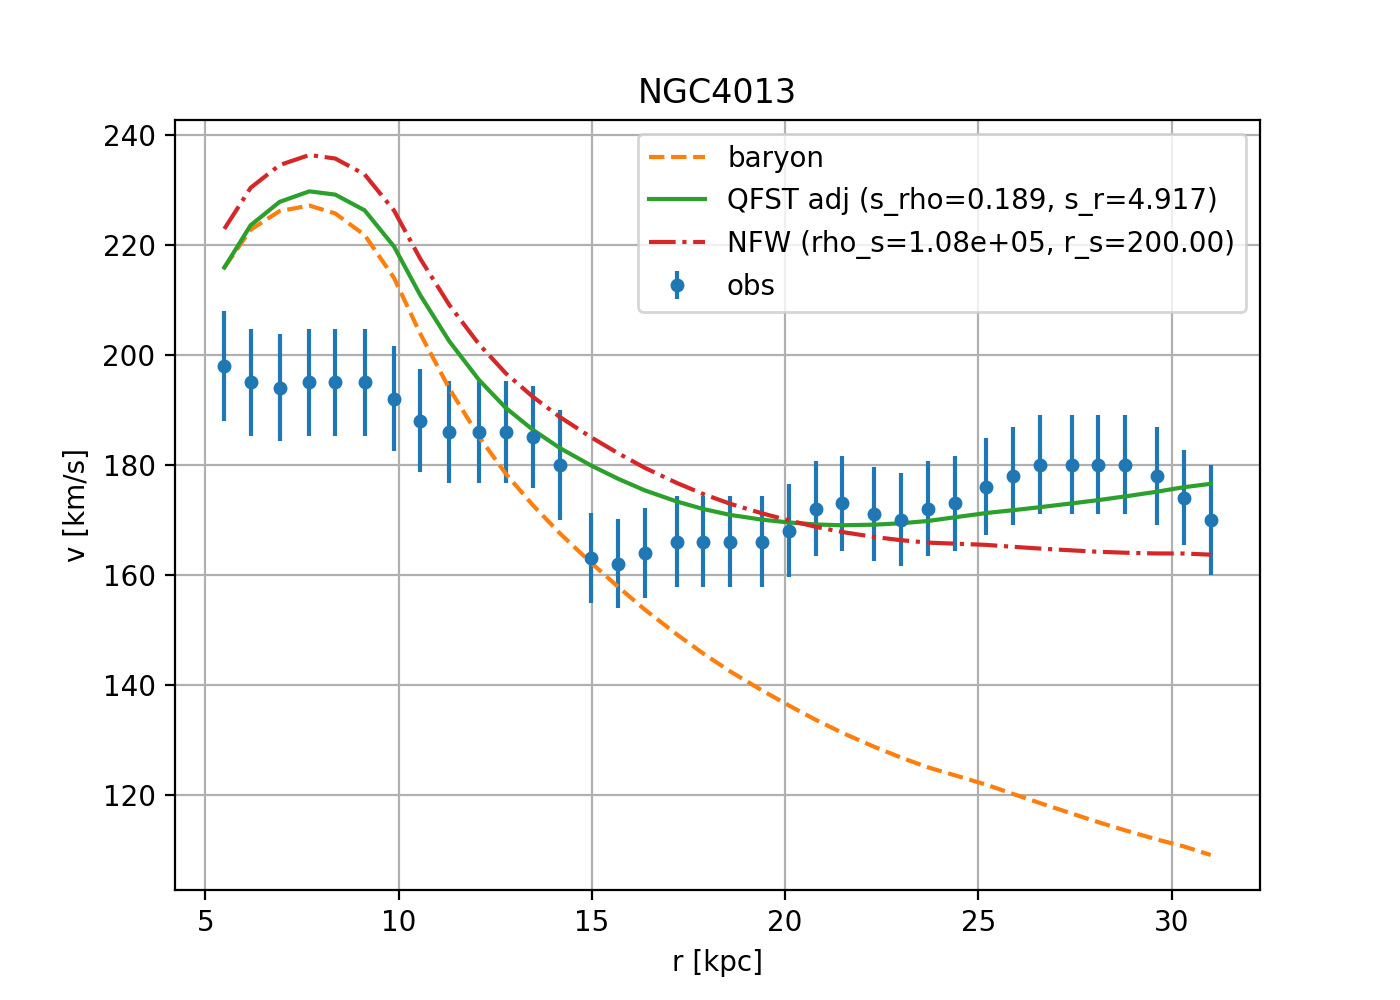 NGC4013
240
220
200
180
160
140
120
v [km/s]
baryon
QFST adj (s_rho=0.189, s_r=4.917)
NFW (rho_s=1.08e+05, r_s=200.00)
obs
5
10
15
20
25
30
r [kpc]